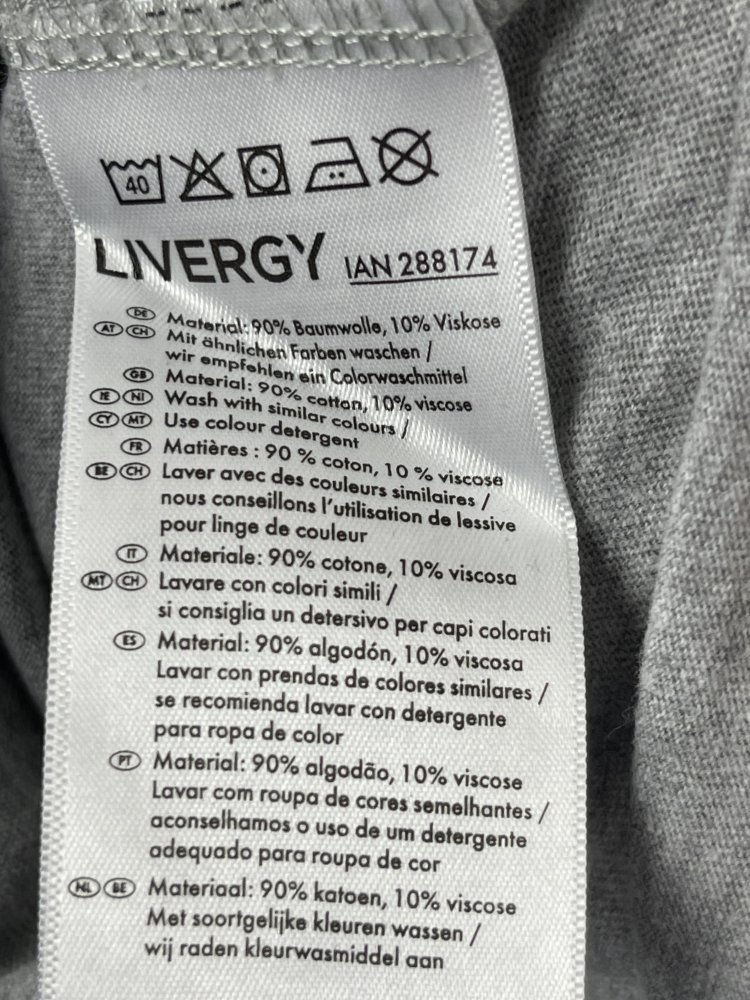 40
LIVERGY IAN 288174
DE Material: 90% Baumwolle, 10% Viskose
AT CH Mit ähnlichen Farben waschen /
wir empfehlen ein Colorwaschmittel
GB Material: 90% cotton, 10% viscose
IE NI Wash with similar colours /
CY MT Use colour detergent
FR Matières : 90 % coton, 10 % viscose
BE CH Laver avec des couleurs similaires /
nous conseillons l'utilisation de lessive
pour linge de couleur
IT Materiale: 90% cotone, 10% viscosa
MT CH Lavare con colori simili /
si consiglia un detersivo per capi colorati
ES Material: 90% algodón, 10% viscosa
Lavar con prendas de colores similares /
se recomienda lavar con detergente
para ropa de color
PT Material: 90% algodão, 10% viscose
Lavar com roupa de cores semelhantes /
aconselhamos o uso de um detergente
adequado para roupa de cor
NL BE Materiaal: 90% katoen, 10% viscose
Met soortgelijke kleuren wassen /
wij raden kleurwasmiddel aan